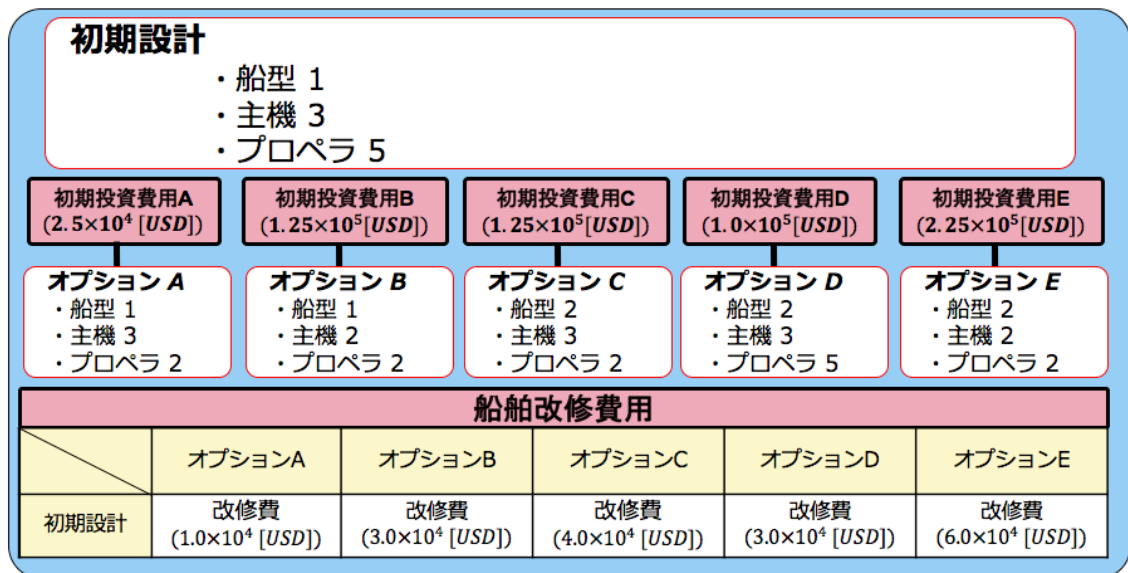 初期設計
・船型 1
・主機 3
・プロペラ 5
初期投資費用A
(2.5×10⁴ [USD])
初期投資費用B
(1.25×10⁵[USD])
初期投資費用C
(1.25×10⁵[USD])
初期投資費用D
(1.0×10⁵[USD])
初期投資費用E
(2.25×10⁵[USD])
オプション A
・船型 1
・主機 3
・プロペラ 2
オプション B
・船型 1
・主機 2
・プロペラ 2
オプション C
・船型 2
・主機 3
・プロペラ 2
オプション D
・船型 2
・主機 3
・プロペラ 5
オプション E
・船型 2
・主機 2
・プロペラ 2
船舶改修費用
オプションA オプションB オプションC オプションD オプションE
初期設計
改修費
(1.0×10⁴ [USD])
改修費
(3.0×10⁴ [USD])
改修費
(4.0×10⁴ [USD])
改修費
(3.0×10⁴ [USD])
改修費
(6.0×10⁴ [USD])